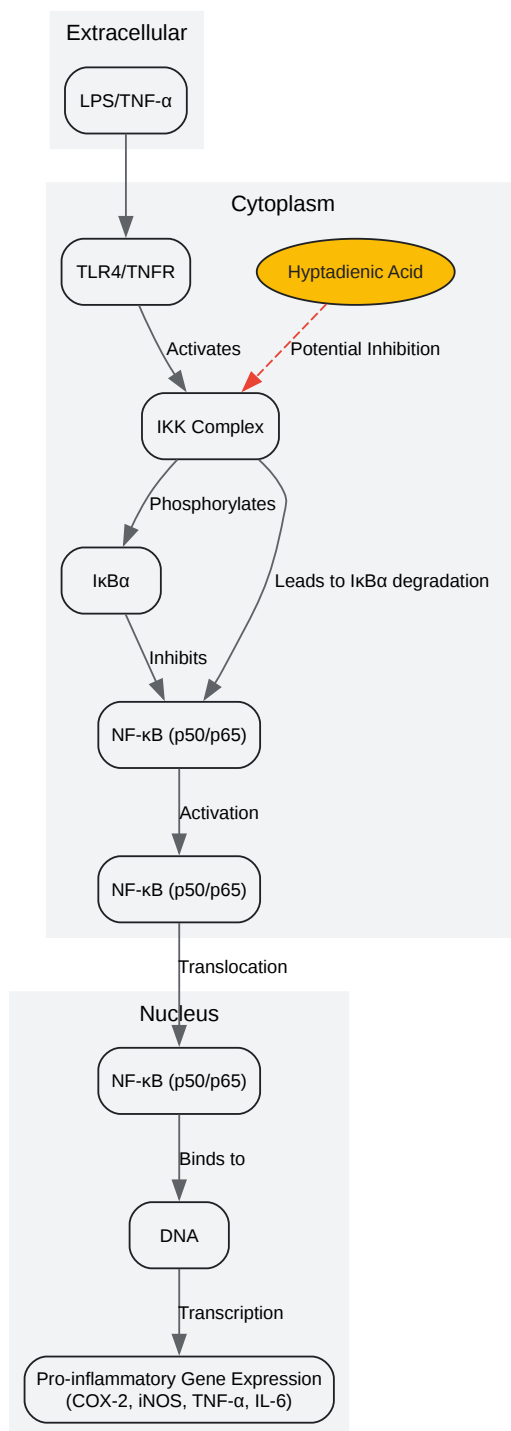 Extracellular
LPS/TNF-α
Cytoplasm
TLR4/TNFR
Hyptadienic Acid
Activates
Potential Inhibition
IKK Complex
Phosphorylates
IκBα
Leads to IκBα degradation
Inhibits
NF-κB (p50/p65)
Activation
NF-κB (p50/p65)
Translocation
Nucleus
NF-κB (p50/p65)
Binds to
DNA
Transcription
Pro-inflammatory Gene Expression
(COX-2, iNOS, TNF-α, IL-6)